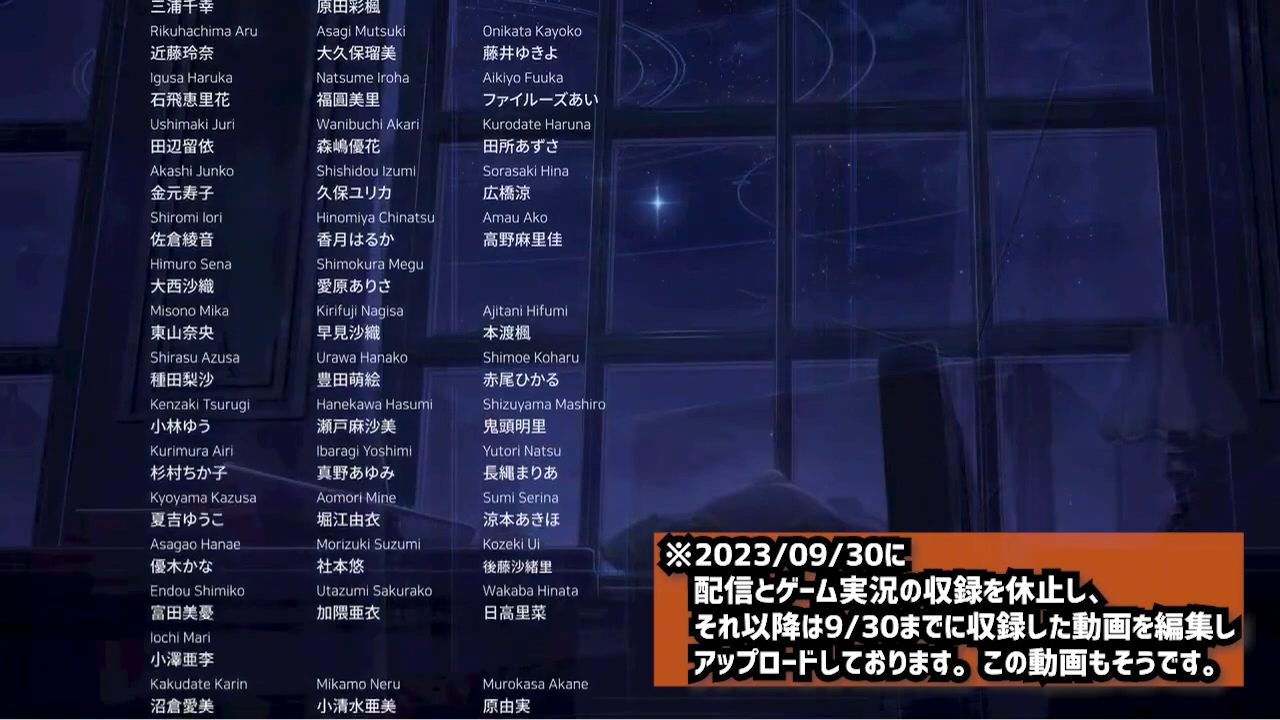 三浦千幸 原田彩楓
Rikuhachima Aru Asagi Mutsuki Onikata Kayoko
近藤玲奈 大久保瑠美 藤井ゆきよ
Igusa Haruka Natsume Iroha Aikiyo Fuuka
石飛恵里花 福圓美里 ファイルーズあい
Ushimaki Juri Wanibuchi Akari Kurodate Haruna
田辺留依 森嶋優花 田所あずさ
Akashi Junko Shishidou Izumi Sorasaki Hina
金元寿子 久保ユリカ 広橋涼
Shiromi Iori Hinomiya Chinatsu Amau Ako
佐倉綾音 香月はるか 高野麻里佳
Himuro Sena Shimokura Megu
大西沙織 愛原ありさ
Misono Mika Kirifuji Nagisa Ajitani Hifumi
東山奈央 早見沙織 本渡楓
Shirasu Azusa Urawa Hanako Shimoe Koharu
種田梨沙 豊田萌絵 赤尾ひかる
Kenzaki Tsurugi Hanekawa Hasumi Shizuyama Mashiro
小林ゆう 瀬戸麻沙美 鬼頭明里
Kurimura Airi Ibaragi Yoshimi Yutori Natsu
杉村ちか子 真野あゆみ 長縄まりあ
Kyoyama Kazusa Aomori Mine Sumi Serina
夏吉ゆうこ 堀江由衣 涼本あきほ
Asagao Hanae Morizuki Suzumi Kozeki Ui
優木かな 社本悠 後藤沙緒里
Endou Shimiko Utazumi Sakurako Wakaba Hinata
富田美憂 加隈亜衣 日高里菜
Iochi Mari
小澤亜李
Kakudate Karin Mikamo Neru Murokasa Akane
沼倉愛美 小清水亜美 原由実
※2023/09/30に
配信とゲーム実況の収録を休止し、
それ以降は9/30までに収録した動画を編集し
アップロードしております。この動画もそうです。